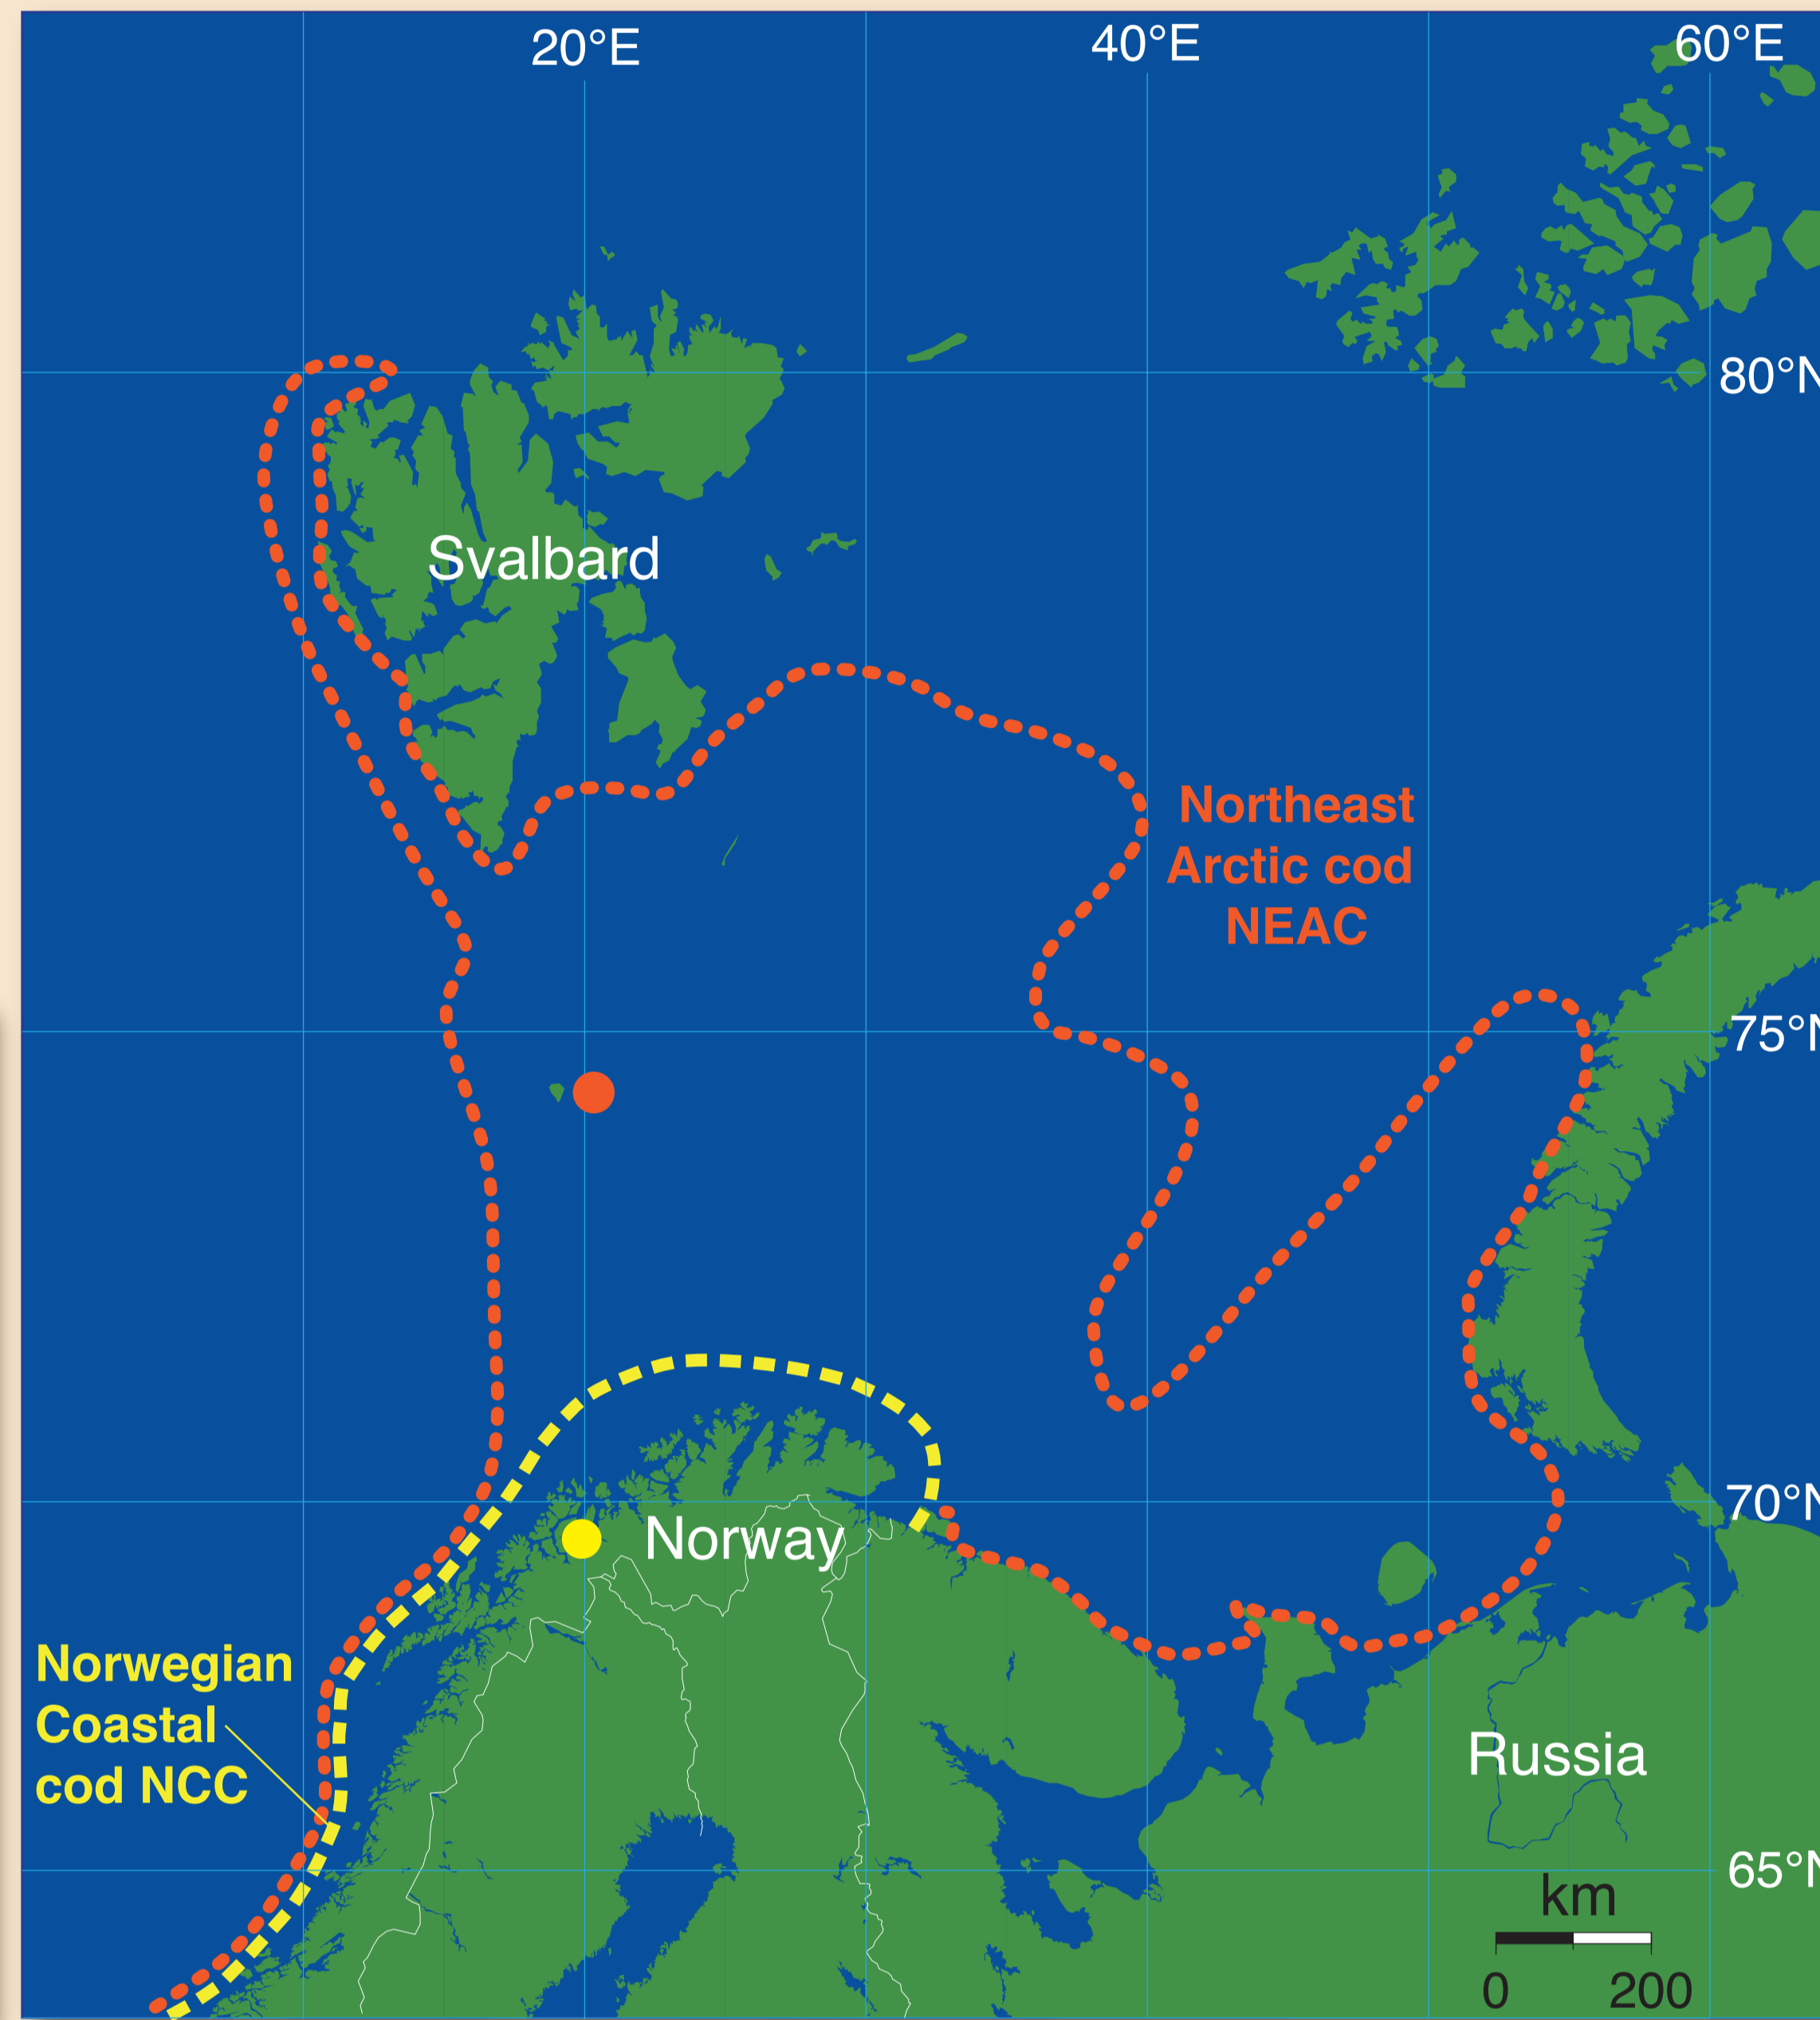 20°E
40°E
60°E
80°N
Svalbard
Northeast
Arctic cod
NEAC
75°N
70°N
Norway
Norwegian
Coastal
cod NCC
Russia
65°N
km
0
200